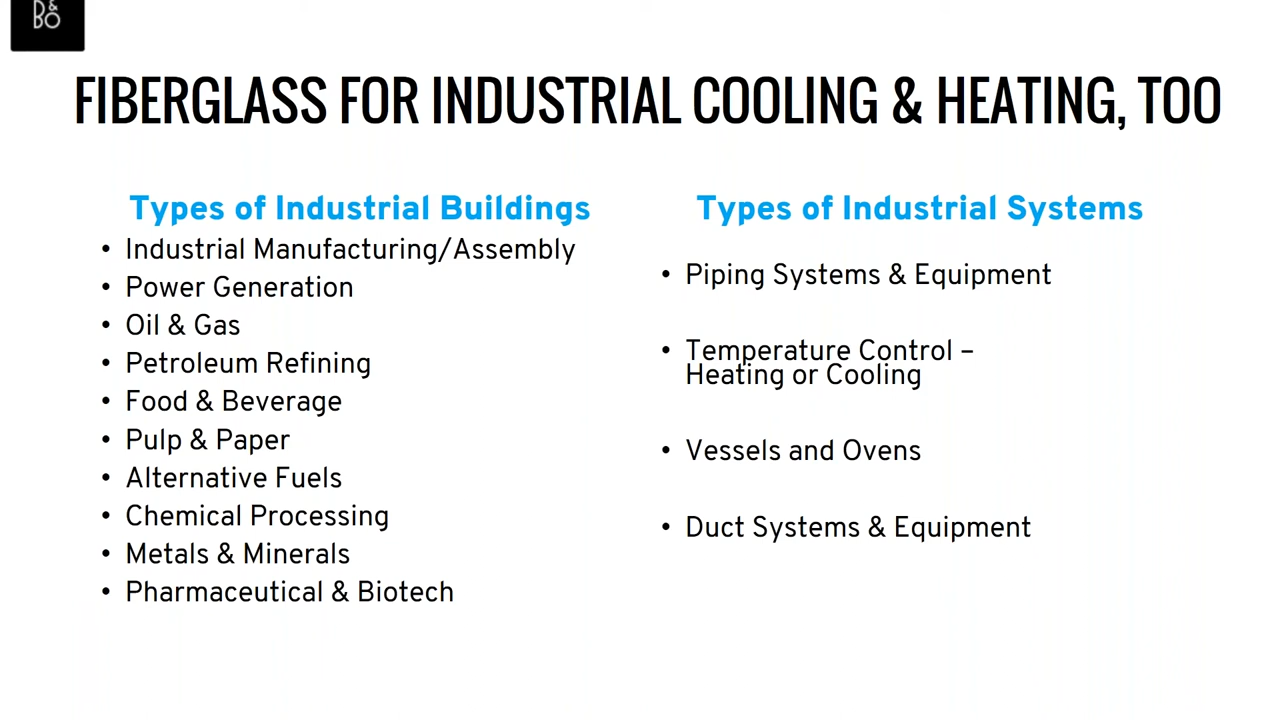 D&
BO
FIBERGLASS FOR INDUSTRIAL COOLING & HEATING, TOO
Types of Industrial Buildings
• Industrial Manufacturing/Assembly
• Power Generation
• Oil & Gas
• Petroleum Refining
• Food & Beverage
• Pulp & Paper
• Alternative Fuels
• Chemical Processing
• Metals & Minerals
• Pharmaceutical & Biotech
Types of Industrial Systems
• Piping Systems & Equipment
• Temperature Control –
Heating or Cooling
• Vessels and Ovens
• Duct Systems & Equipment